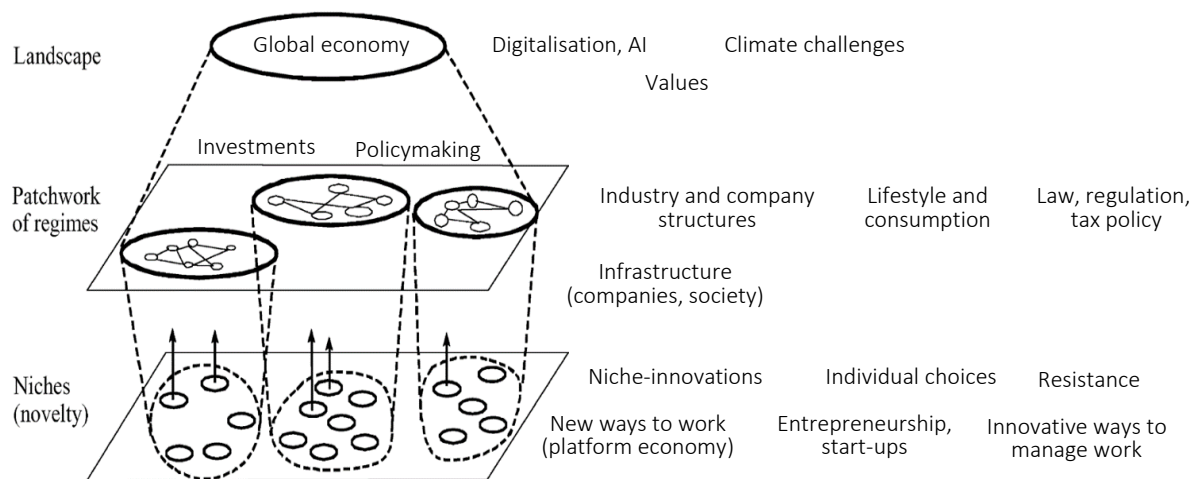 Landscape
Global economy
Digitalisation, AI
Climate challenges
Values
Investments
Policymaking
Patchwork
of regimes
Industry and company
structures
Lifestyle and
consumption
Law, regulation,
tax policy
Infrastructure
(companies, society)
Niches
(novelty)
Niche-innovations
Individual choices
Resistance
New ways to work
(platform economy)
Entrepreneurship,
start-ups
Innovative ways to
manage work